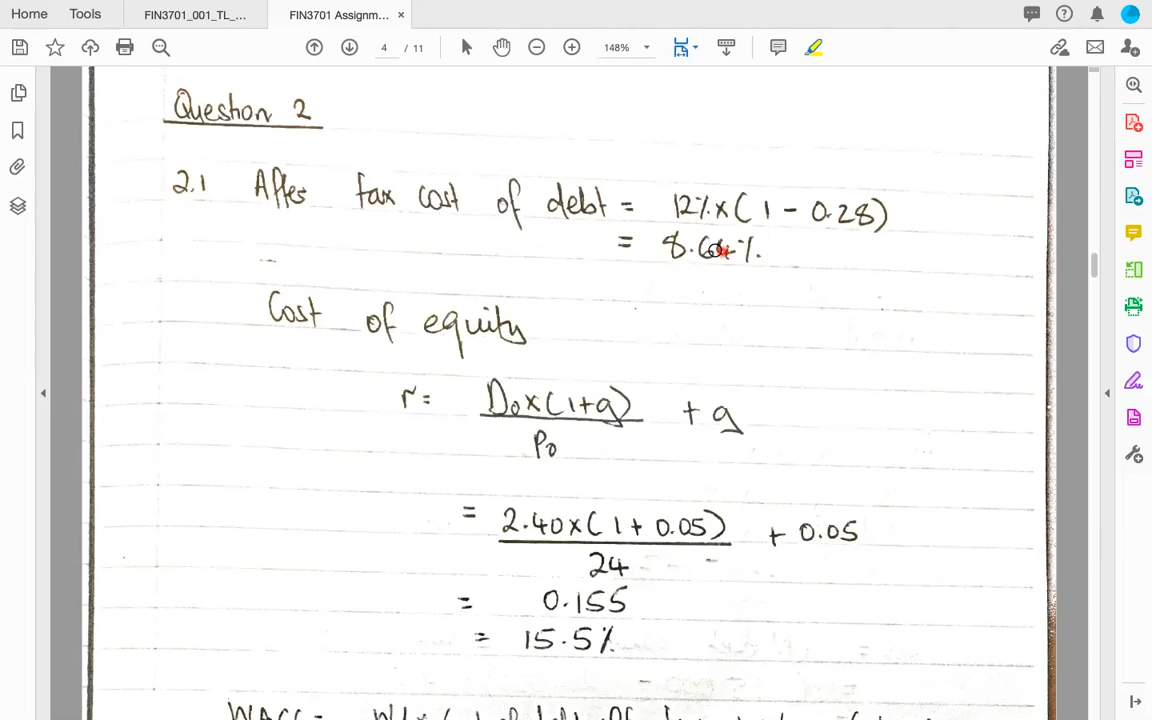 Home Tools FIN3701_001_TL_... FIN3701 Assignm... ×
4 / 11 148%
Question 2
2.1 After tax cost of debt = 12% x ( 1 - 0.28)
= 8.64%
Cost of equity
r = D0 x (1+g) + g
P0
= 2.40 x ( 1 + 0.05) + 0.05
24
= 0.155
= 15.5%
WACC =